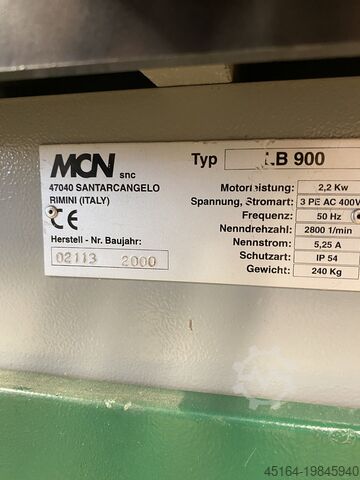 MCN snc
47040 SANTARCANGELO
RIMINI (ITALY)
CE
Herstell - Nr. Baujahr:
02113 2000
Typ LB 900
Motorleistung: 2,2 Kw
Spannung, Stromart: 3 PE AC 400V
Frequenz: 50 Hz
Nenndrehzahl: 2800 1/min
Nennstrom: 5,25 A
Schutzart: IP 54
Gewicht: 240 Kg
45164-19845940